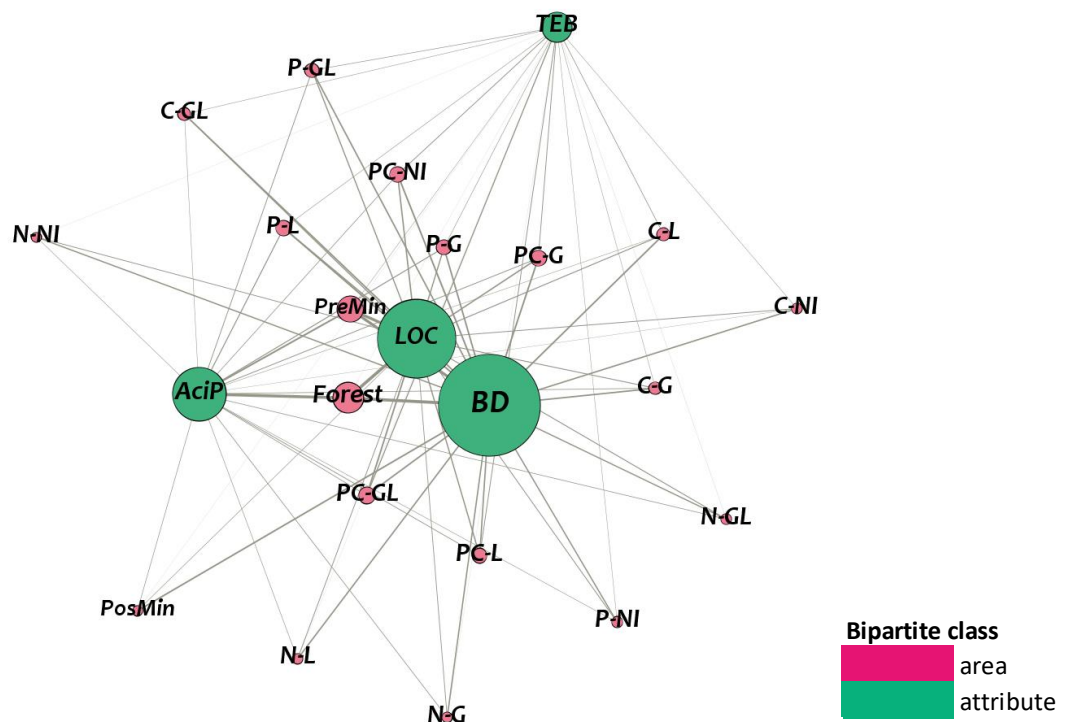 TEB
P-GL
C-GL
PC-NI
P-L
N-NI
P-G
PC-G
C-L
PreMin
LOC
C-NI
AciP
Forest
BD
C-G
PC-GL
N-GL
PC-L
PosMin
P-NI
N-L
N-G
Bipartite class
area
attribute